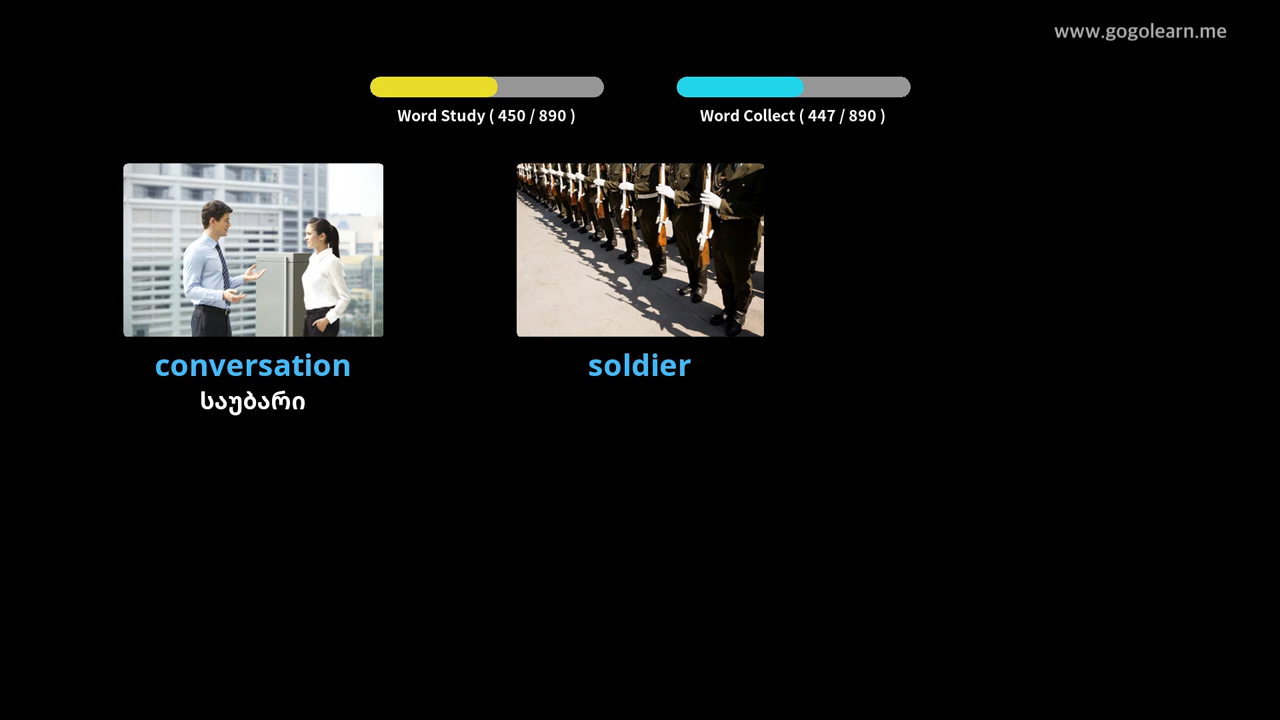 www.gogolearn.me
Word Study ( 450 / 890 )
Word Collect ( 447 / 890 )
conversation
საუბარი
soldier